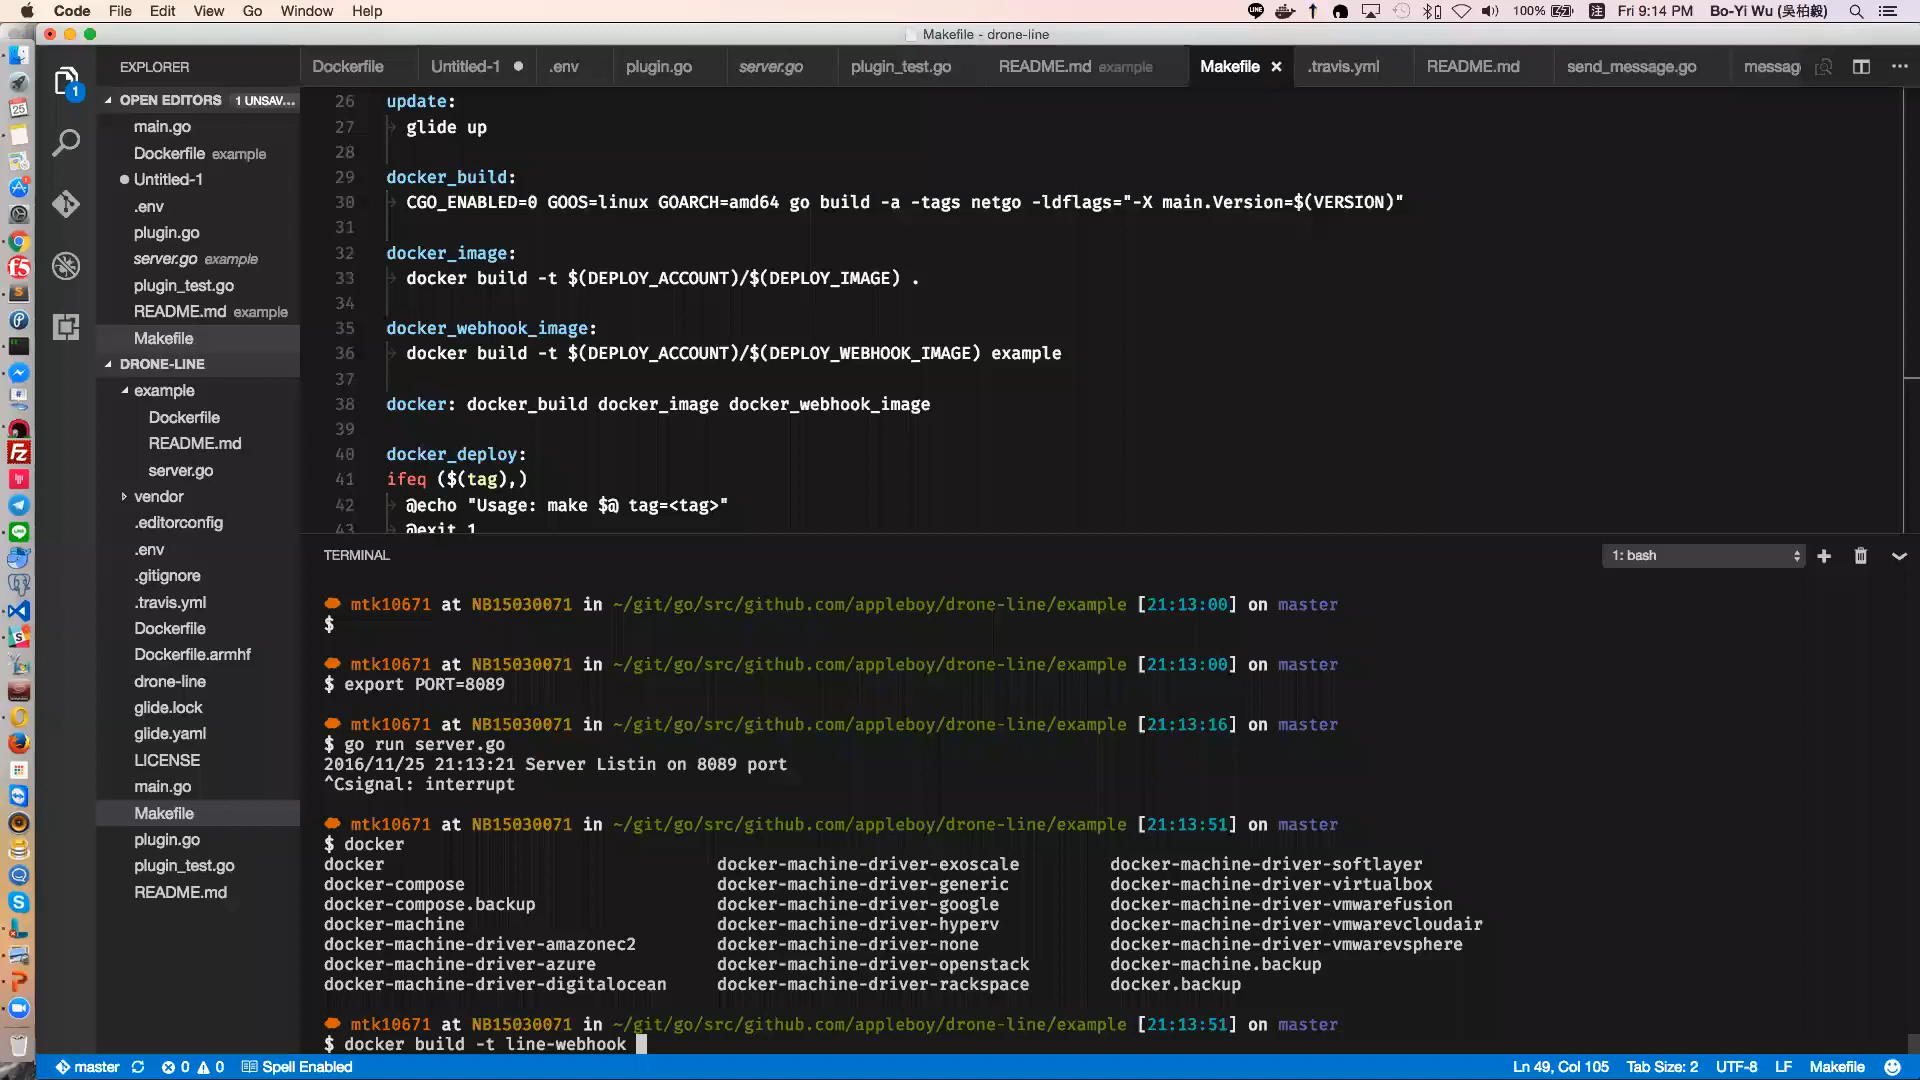 Code File Edit View Go Window Help
100% Fri 9:14 PM Bo-Yi Wu (吳柏毅)
Makefile - drone-line
EXPLORER
Dockerfile Untitled-1 .env plugin.go server.go plugin_test.go README.md example Makefile .travis.yml README.md send_message.go messag
OPEN EDITORS 1 UNSAV...
main.go
Dockerfile example
Untitled-1
.env
plugin.go
server.go example
plugin_test.go
README.md example
Makefile
DRONE-LINE
example
Dockerfile
README.md
server.go
vendor
.editorconfig
.env
.gitignore
.travis.yml
Dockerfile
Dockerfile.armhf
drone-line
glide.lock
glide.yaml
LICENSE
main.go
Makefile
plugin.go
plugin_test.go
README.md
26 update:
27 glide up
28
29 docker_build:
30 CGO_ENABLED=0 GOOS=linux GOARCH=amd64 go build -a -tags netgo -ldflags="-X main.Version=$(VERSION)"
31
32 docker_image:
33 docker build -t $(DEPLOY_ACCOUNT)/$(DEPLOY_IMAGE) .
34
35 docker_webhook_image:
36 docker build -t $(DEPLOY_ACCOUNT)/$(DEPLOY_WEBHOOK_IMAGE) example
37
38 docker: docker_build docker_image docker_webhook_image
39
40 docker_deploy:
41 ifeq ($(tag),)
42 @echo "Usage: make $@ tag=<tag>"
43 @exit 1
TERMINAL
1: bash
mtk10671 at NB15030071 in ~/git/go/src/github.com/appleboy/drone-line/example [21:13:00] on master
$
mtk10671 at NB15030071 in ~/git/go/src/github.com/appleboy/drone-line/example [21:13:00] on master
$ export PORT=8089
mtk10671 at NB15030071 in ~/git/go/src/github.com/appleboy/drone-line/example [21:13:16] on master
$ go run server.go
2016/11/25 21:13:21 Server Listin on 8089 port
^Csignal: interrupt
mtk10671 at NB15030071 in ~/git/go/src/github.com/appleboy/drone-line/example [21:13:51] on master
$ docker
docker docker-machine-driver-exoscale docker-machine-driver-softlayer
docker-compose docker-machine-driver-generic docker-machine-driver-virtualbox
docker-compose.backup docker-machine-driver-google docker-machine-driver-vmwarefusion
docker-machine docker-machine-driver-hyperv docker-machine-driver-vmwarevcloudair
docker-machine-driver-amazonec2 docker-machine-driver-none docker-machine-driver-vmwarevsphere
docker-machine-driver-azure docker-machine-driver-openstack docker-machine.backup
docker-machine-driver-digitalocean docker-machine-driver-rackspace docker.backup
mtk10671 at NB15030071 in ~/git/go/src/github.com/appleboy/drone-line/example [21:13:51] on master
$ docker build -t line-webhook
master 0 0 Spell Enabled
Ln 49, Col 105 Tab Size: 2 UTF-8 LF Makefile